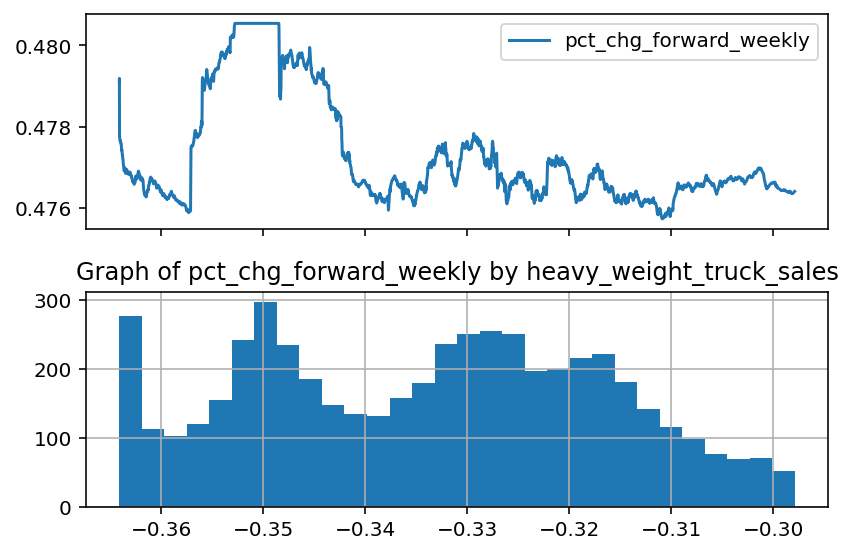 0.480
0.478
0.476
pct_chg_forward_weekly
Graph of pct_chg_forward_weekly by heavy_weight_truck_sales
300
200
100
0
−0.36 −0.35 −0.34 −0.33 −0.32 −0.31 −0.30